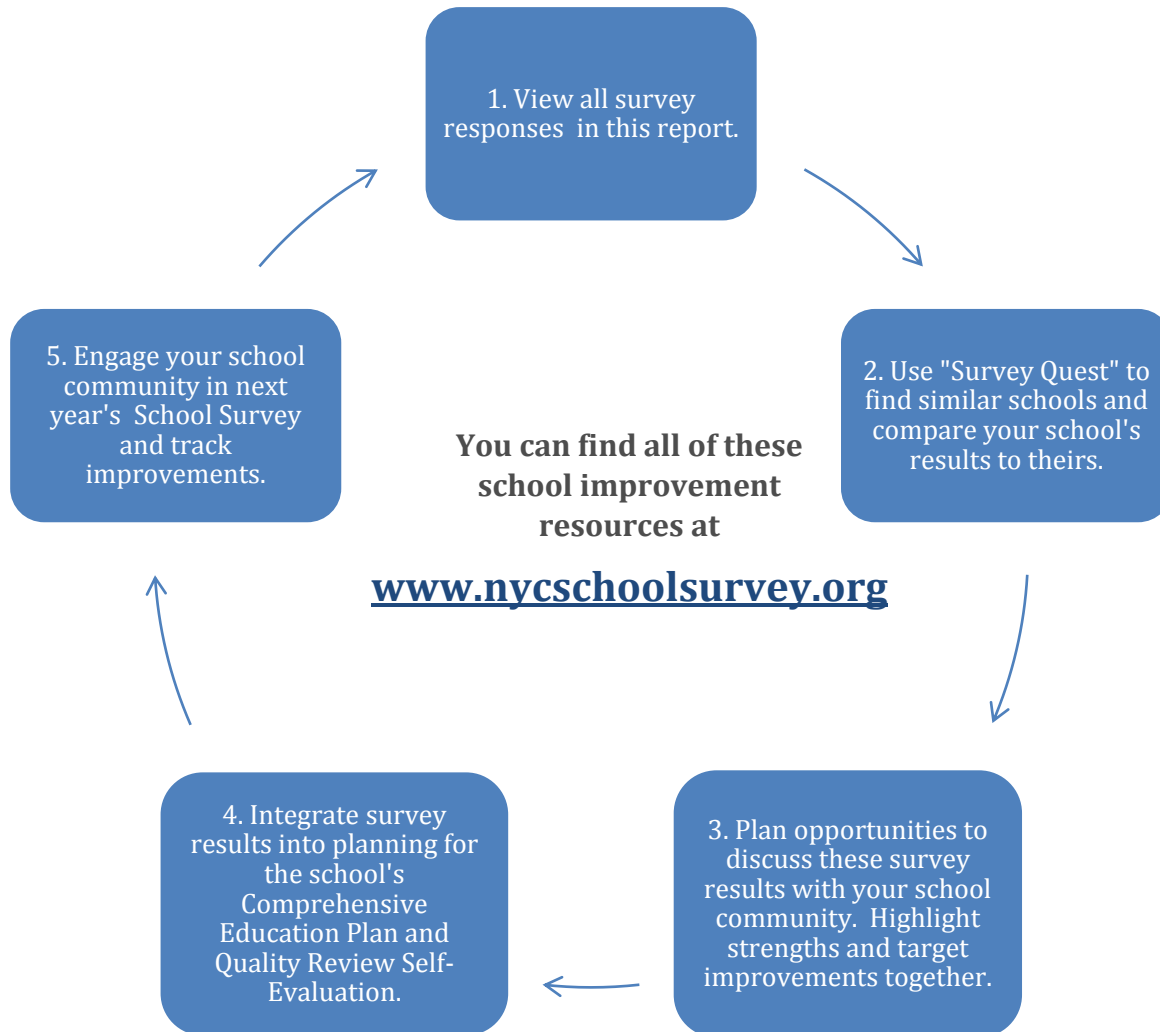 1. View all survey
responses in this report.
2. Use "Survey Quest" to
find similar schools and
compare your school's
results to theirs.
3. Plan opportunities to
discuss these survey
results with your school
community. Highlight
strengths and target
improvements together.
4. Integrate survey
results into planning for
the school's
Comprehensive
Education Plan and
Quality Review Self-
Evaluation.
5. Engage your school
community in next
year's School Survey
and track
improvements.
You can find all of these
school improvement
resources at
www.nycschoolsurvey.org